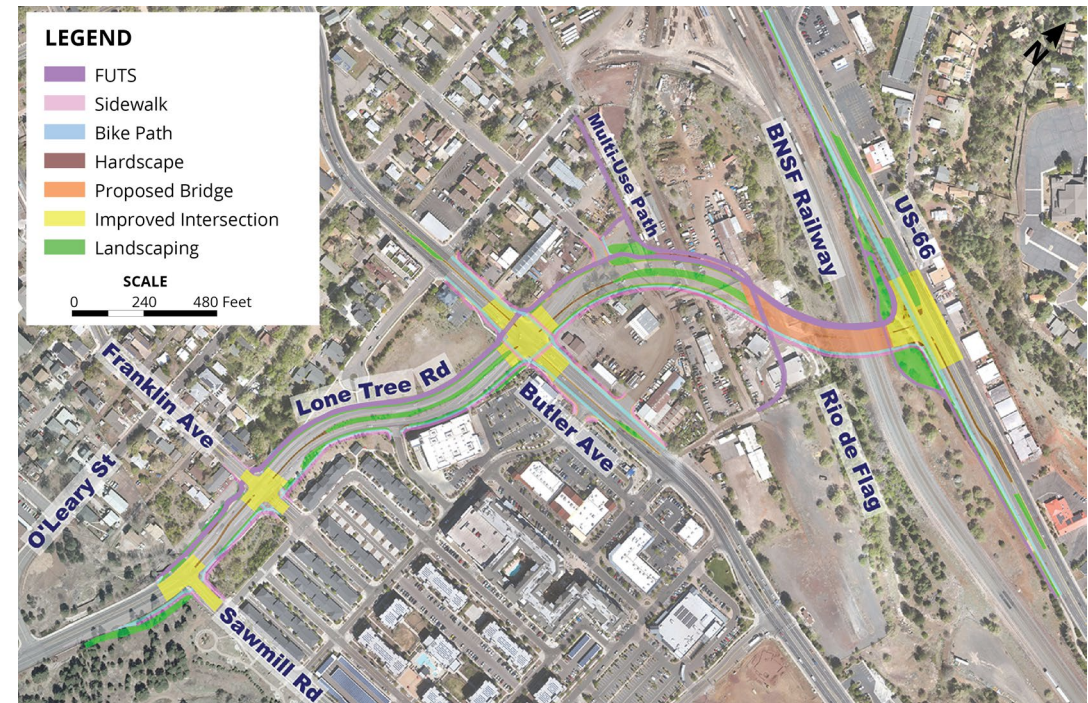 LEGEND
FUTS
Sidewalk
Bike Path
Hardscape
Proposed Bridge
Improved Intersection
Landscaping
SCALE
0 240 480 Feet
N
Multi-Use Path
BNSF Railway
US-66
Franklin Ave
Lone Tree Rd
Butler Ave
Rio de Flag
O'Leary St
Sawmill Rd